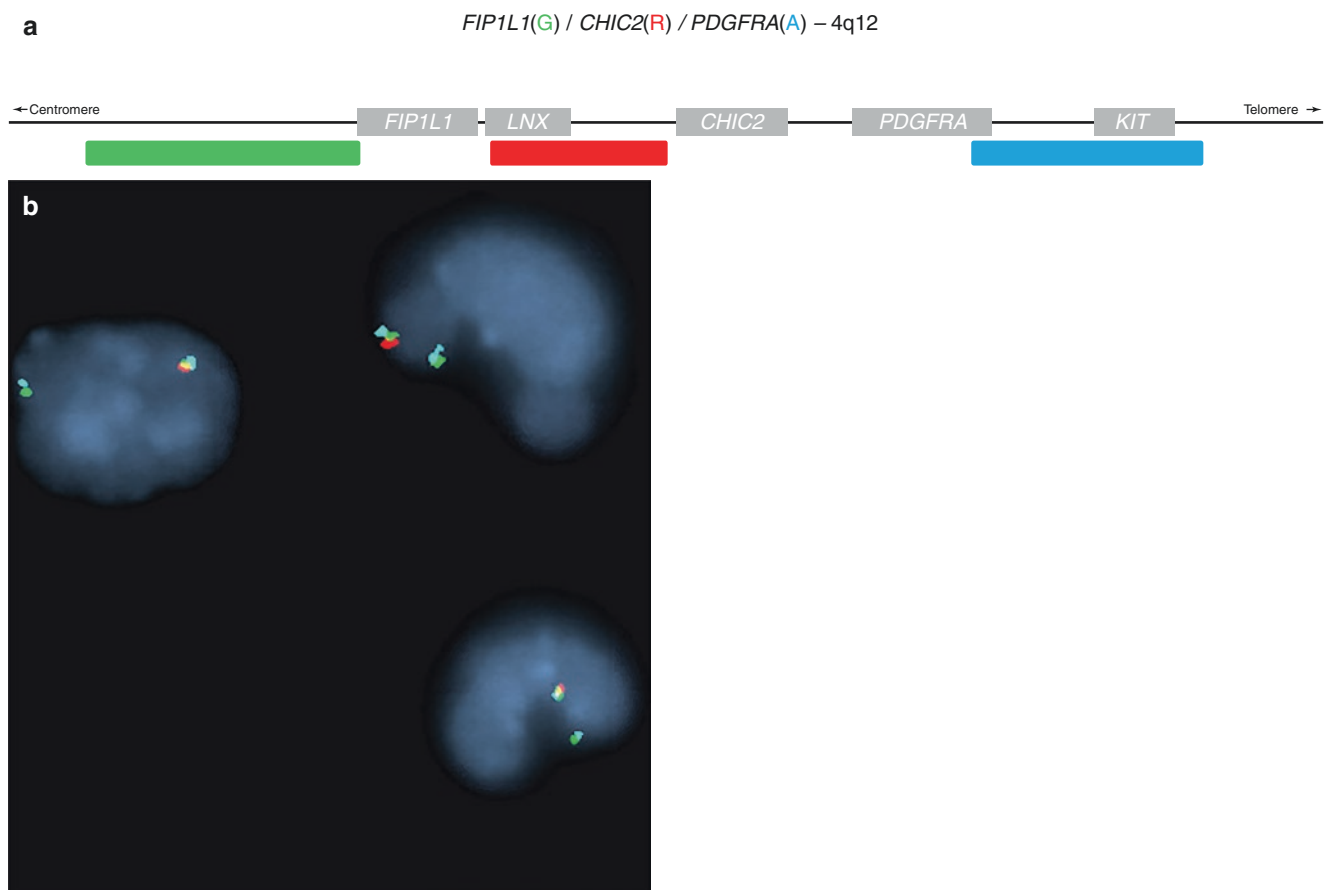 a
FIP1L1(G) / CHIC2(R) / PDGFRA(A) – 4q12
←Centromere
Telomere →
FIP1L1 LNX CHIC2 PDGFRA KIT
b